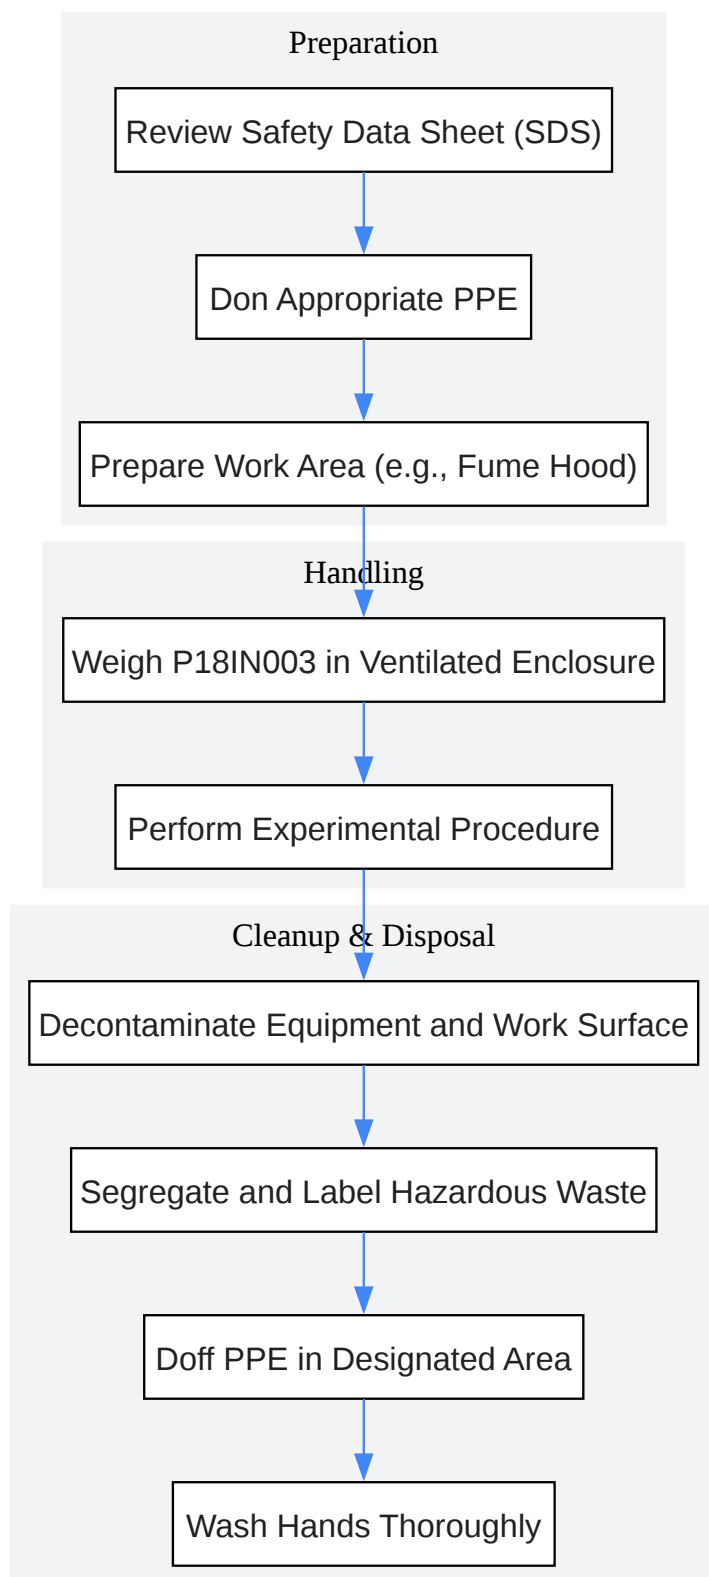 Preparation
Review Safety Data Sheet (SDS)
Don Appropriate PPE
Prepare Work Area (e.g., Fume Hood)
Handling
Weigh P18IN003 in Ventilated Enclosure
Perform Experimental Procedure
Cleanup & Disposal
Decontaminate Equipment and Work Surface
Segregate and Label Hazardous Waste
Doff PPE in Designated Area
Wash Hands Thoroughly